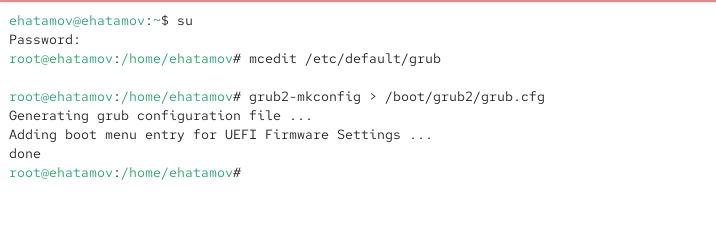 ehatamov@ehatamov:~$ su
Password:
root@ehatamov:/home/ehatamov# mcedit /etc/default/grub
root@ehatamov:/home/ehatamov# grub2-mkconfig > /boot/grub2/grub.cfg
Generating grub configuration file ...
Adding boot menu entry for UEFI Firmware Settings ...
done
root@ehatamov:/home/ehatamov#